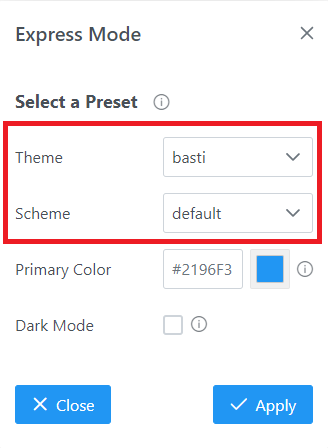 Express Mode
Select a Preset
Theme basti
Scheme default
Primary Color #2196F3
Dark Mode
Close Apply